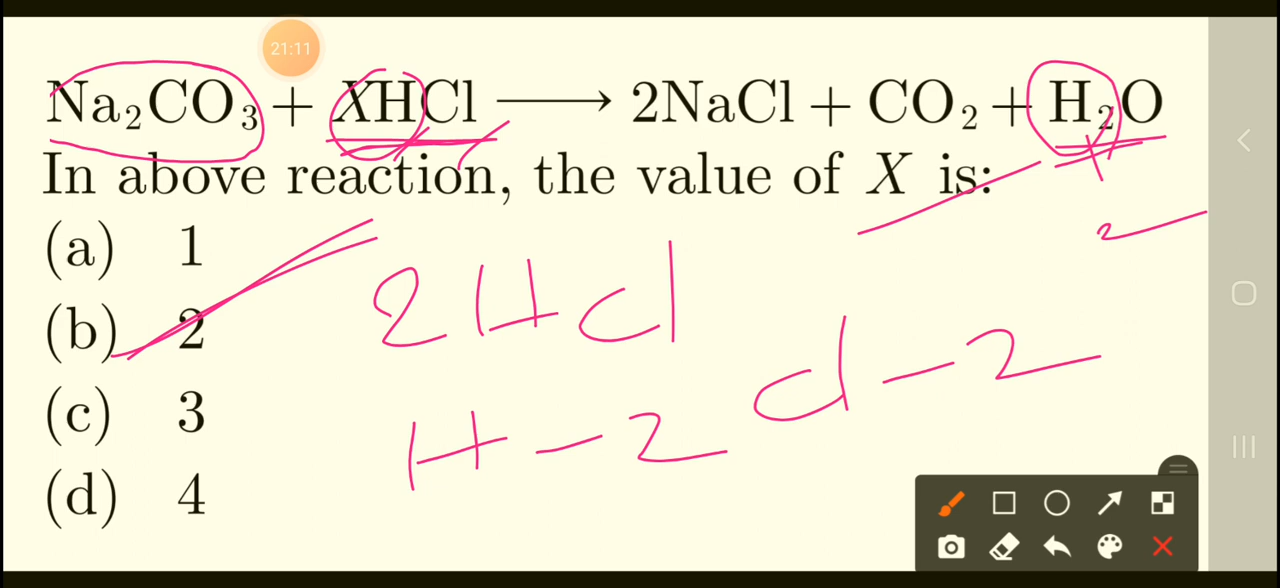 21:11
Na₂CO₃ + XHCl ⟶ 2NaCl + CO₂ + H₂O
In above reaction, the value of X is:
(a) 1
(b) 2
(c) 3
(d) 4
2HCl
H-2
Cl-2
2